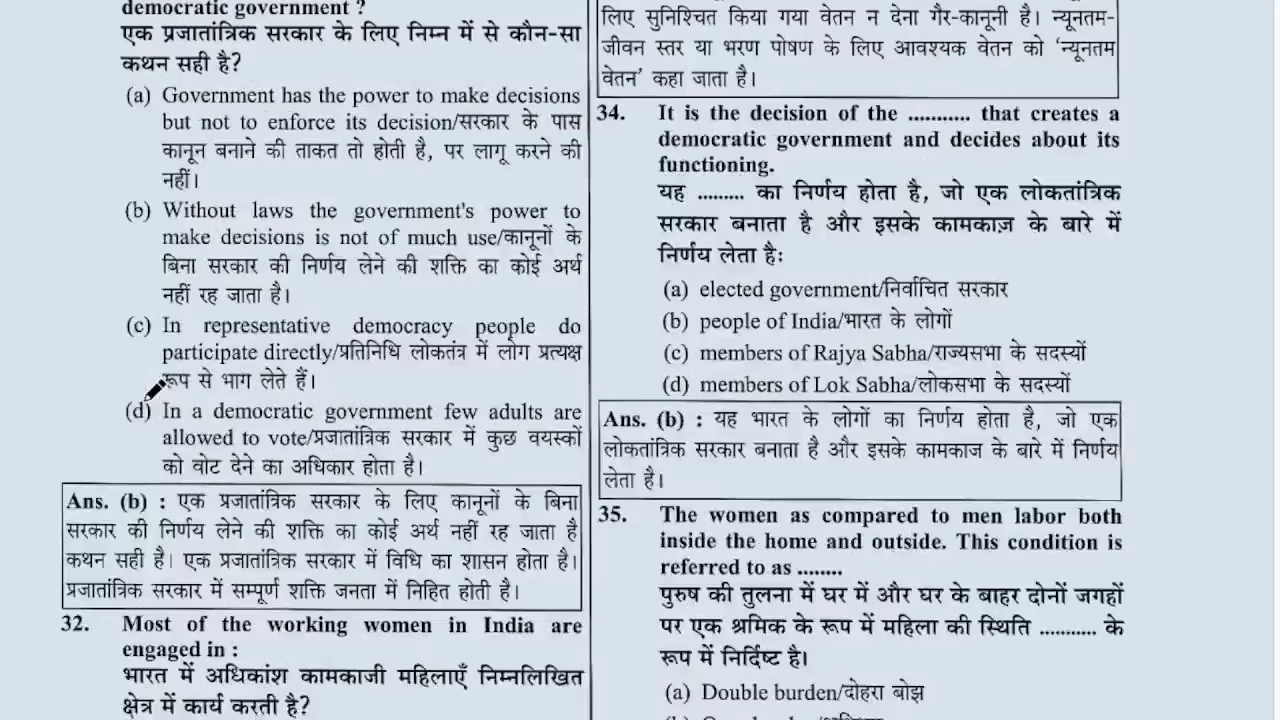 democratic government ?
एक प्रजातांत्रिक सरकार के लिए निम्न में से कौन-सा
कथन सही है?
(a) Government has the power to make decisions
but not to enforce its decision/सरकार के पास
कानून बनाने की ताकत तो होती है, पर लागू करने की
नहीं।
(b) Without laws the government's power to
make decisions is not of much use/कानूनों के
बिना सरकार की निर्णय लेने की शक्ति का कोई अर्थ
नहीं रह जाता है।
(c) In representative democracy people do
participate directly/प्रतिनिधि लोकतंत्र में लोग प्रत्यक्ष
रूप से भाग लेते हैं।
(d) In a democratic government few adults are
allowed to vote/प्रजातांत्रिक सरकार में कुछ वयस्कों
को वोट देने का अधिकार होता है।
Ans. (b) : एक प्रजातांत्रिक सरकार के लिए कानूनों के बिना
सरकार की निर्णय लेने की शक्ति का कोई अर्थ नहीं रह जाता है
कथन सही है। एक प्रजातांत्रिक सरकार में विधि का शासन होता है।
प्रजातांत्रिक सरकार में सम्पूर्ण शक्ति जनता में निहित होती है।
32. Most of the working women in India are
engaged in :
भारत में अधिकांश कामकाजी महिलाएँ निम्नलिखित
क्षेत्र में कार्य करती है?
लिए सुनिश्चित किया गया वेतन न देना गैर-कानूनी है। न्यूनतम-
जीवन स्तर या भरण पोषण के लिए आवश्यक वेतन को 'न्यूनतम
वेतन' कहा जाता है।
34. It is the decision of the ........... that creates a
democratic government and decides about its
functioning.
यह ......... का निर्णय होता है, जो एक लोकतांत्रिक
सरकार बनाता है और इसके कामकाज़ के बारे में
निर्णय लेता है:
(a) elected government/निर्वाचित सरकार
(b) people of India/भारत के लोगों
(c) members of Rajya Sabha/राज्यसभा के सदस्यों
(d) members of Lok Sabha/लोकसभा के सदस्यों
Ans. (b) : यह भारत के लोगों का निर्णय होता है, जो एक
लोकतांत्रिक सरकार बनाता है और इसके कामकाज के बारे में निर्णय
लेता है।
35. The women as compared to men labor both
inside the home and outside. This condition is
referred to as ........
पुरुष की तुलना में घर में और घर के बाहर दोनों जगहों
पर एक श्रमिक के रूप में महिला की स्थिति ........... के
रूप में निर्दिष्ट है।
(a) Double burden/दोहरा बोझ